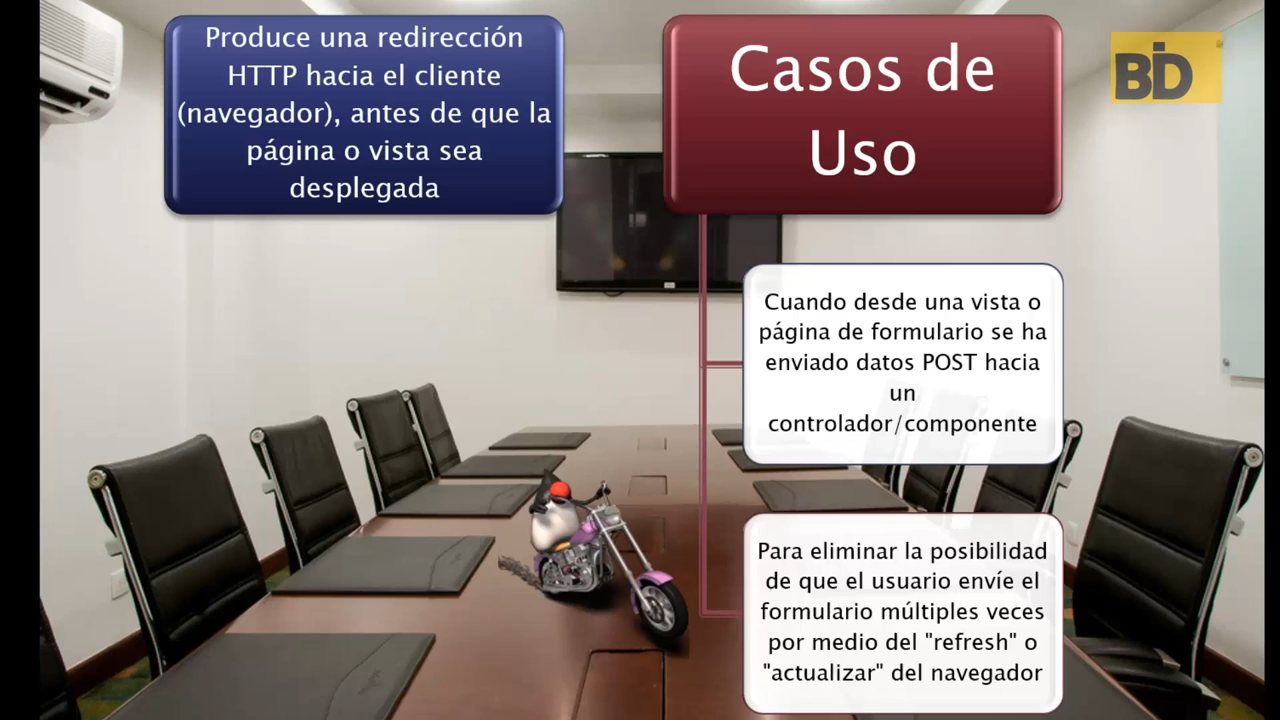 Produce una redirección
HTTP hacia el cliente
(navegador), antes de que la
página o vista sea
desplegada
Casos de
Uso
BID
Cuando desde una vista o
página de formulario se ha
enviado datos POST hacia
un
controlador/componente
Para eliminar la posibilidad
de que el usuario envíe el
formulario múltiples veces
por medio del "refresh" o
"actualizar" del navegador